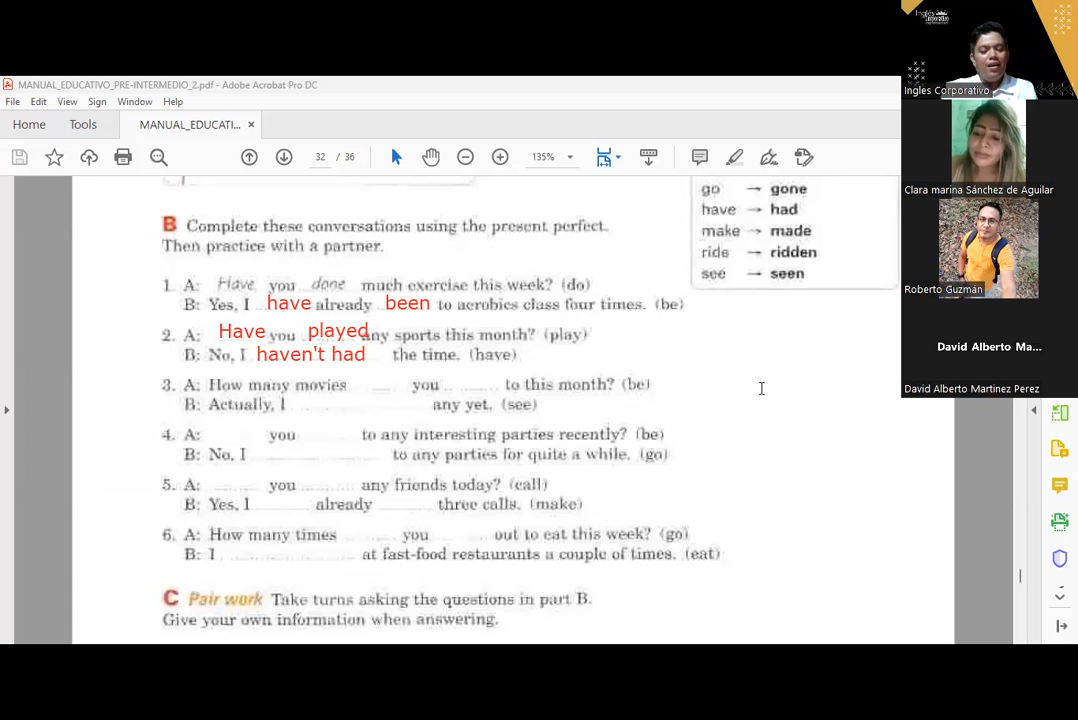 Inglés
Corporativo
Ingles Corporativo
MANUAL_EDUCATIVO_PRE-INTERMEDIO_2.pdf - Adobe Acrobat Pro DC
File Edit View Sign Window Help
Home Tools MANUAL_EDUCATI... ×
32 / 36 135%
Clara marina Sánchez de Aguilar
go → gone
have → had
make → made
ride → ridden
see → seen
B Complete these conversations using the present perfect.
Then practice with a partner.
1. A: Have you done much exercise this week? (do)
B: Yes, I have already been to aerobics class four times. (be)
2. A: Have you played any sports this month? (play)
B: No, I haven't had the time. (have)
3. A: How many movies you to this month? (be)
B: Actually, I any yet. (see)
4. A: you to any interesting parties recently? (be)
B: No, I to any parties for quite a while. (go)
5. A: you any friends today? (call)
B: Yes, I already three calls. (make)
6. A: How many times you out to eat this week? (go)
B: I at fast-food restaurants a couple of times. (eat)
C Pair work Take turns asking the questions in part B.
Give your own information when answering.
Roberto Guzmán
David Alberto Ma...
David Alberto Martinez Perez